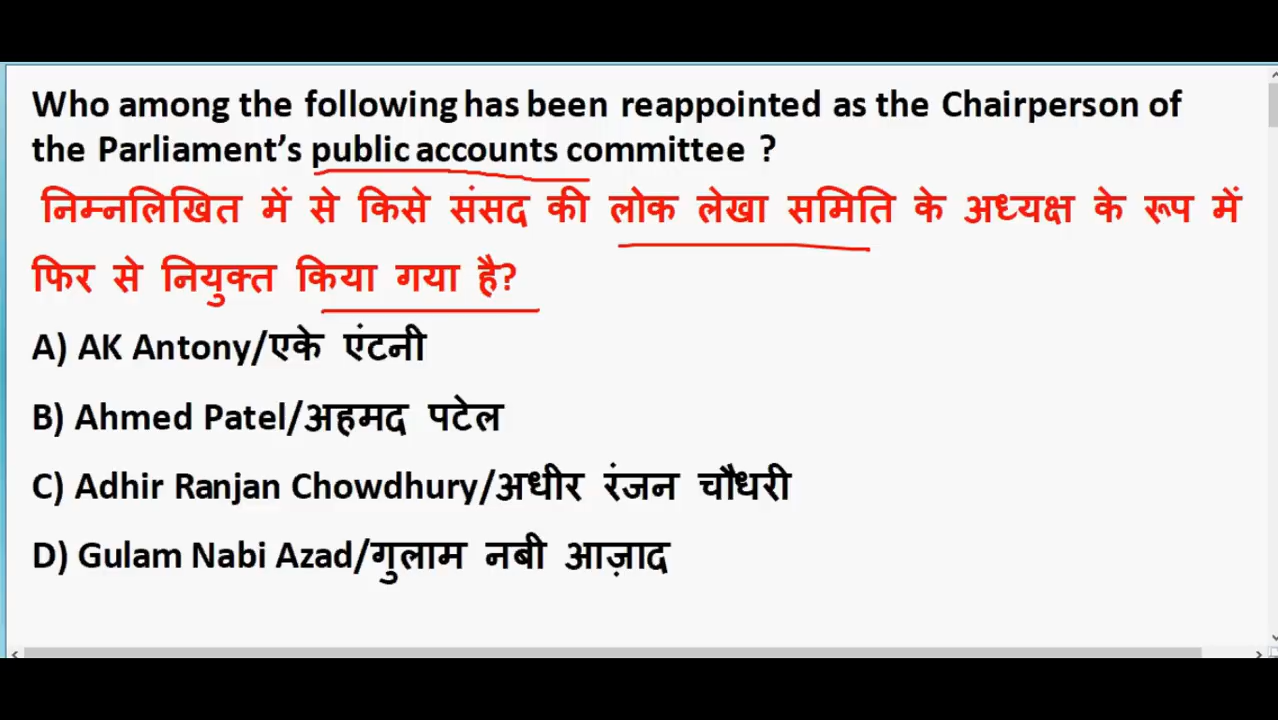 Who among the following has been reappointed as the Chairperson of
the Parliament’s public accounts committee ?
निम्नलिखित में से किसे संसद की लोक लेखा समिति के अध्यक्ष के रूप में
फिर से नियुक्त किया गया है?
A) AK Antony/एके एंटनी
B) Ahmed Patel/अहमद पटेल
C) Adhir Ranjan Chowdhury/अधीर रंजन चौधरी
D) Gulam Nabi Azad/गुलाम नबी आज़ाद